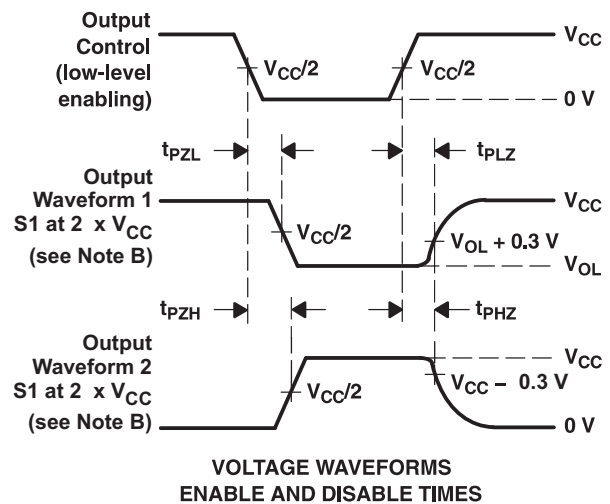 Output
Control
(low-level
enabling)
VCC
VCC/2
VCC/2
0 V
tPZL
tPLZ
Output
Waveform 1
S1 at 2 x VCC
(see Note B)
VCC
VCC/2
VOL + 0.3 V
VOL
tPZH
tPHZ
Output
Waveform 2
S1 at 2 x VCC
(see Note B)
VCC
VCC/2
VCC – 0.3 V
0 V
VOLTAGE WAVEFORMS
ENABLE AND DISABLE TIMES